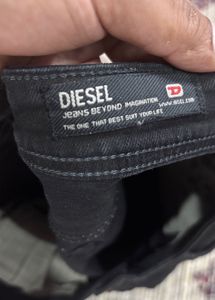 DIESEL
D
JEANS BEYOND IMAGINATION
THE ONE THAT BEST SUIT YOUR LIFE